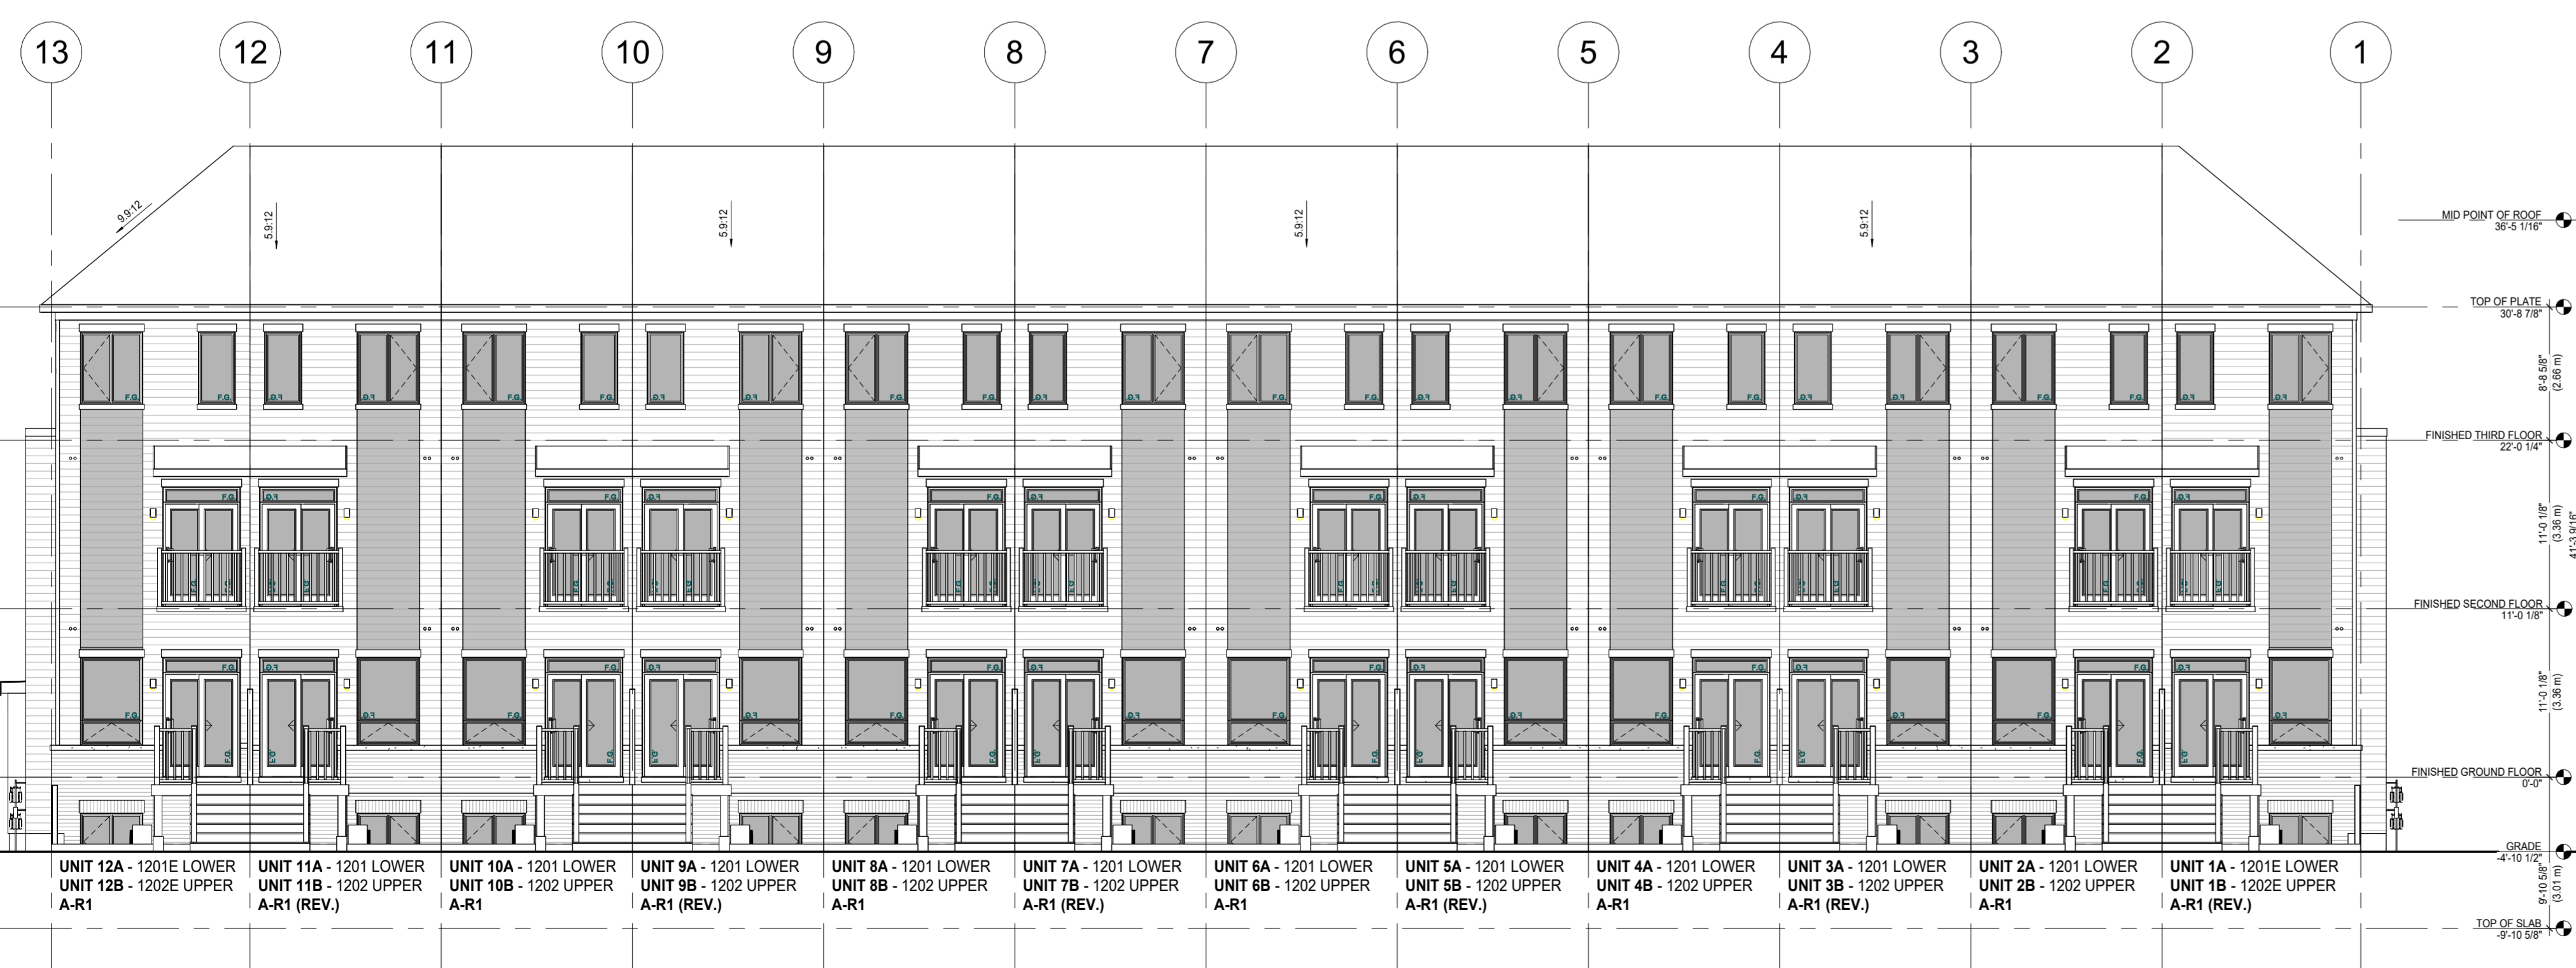 13 12 11 10 9 8 7 6 5 4 3 2 1
9.9:12
5.9:12
5.9:12
5.9:12
5.9:12
MID POINT OF ROOF
36'-5 1/16"
TOP OF PLATE
30'-8 7/8"
8'-8 5/8"
(2.66 m)
FINISHED THIRD FLOOR
22'-0 1/4"
11'-0 1/8"
(3.36 m)
41'-3 9/16"
FINISHED SECOND FLOOR
11'-0 1/8"
11'-0 1/8"
(3.36 m)
FINISHED GROUND FLOOR
0'-0"
GRADE
-4'-10 1/2"
9'-10 5/8"
(3.01 m)
TOP OF SLAB
-9'-10 5/8"
F.G.
UNIT 12A - 1201E LOWER
UNIT 12B - 1202E UPPER
A-R1
UNIT 11A - 1201 LOWER
UNIT 11B - 1202 UPPER
A-R1 (REV.)
UNIT 10A - 1201 LOWER
UNIT 10B - 1202 UPPER
A-R1
UNIT 9A - 1201 LOWER
UNIT 9B - 1202 UPPER
A-R1 (REV.)
UNIT 8A - 1201 LOWER
UNIT 8B - 1202 UPPER
A-R1
UNIT 7A - 1201 LOWER
UNIT 7B - 1202 UPPER
A-R1 (REV.)
UNIT 6A - 1201 LOWER
UNIT 6B - 1202 UPPER
A-R1
UNIT 5A - 1201 LOWER
UNIT 5B - 1202 UPPER
A-R1 (REV.)
UNIT 4A - 1201 LOWER
UNIT 4B - 1202 UPPER
A-R1
UNIT 3A - 1201 LOWER
UNIT 3B - 1202 UPPER
A-R1 (REV.)
UNIT 2A - 1201 LOWER
UNIT 2B - 1202 UPPER
A-R1
UNIT 1A - 1201E LOWER
UNIT 1B - 1202E UPPER
A-R1 (REV.)